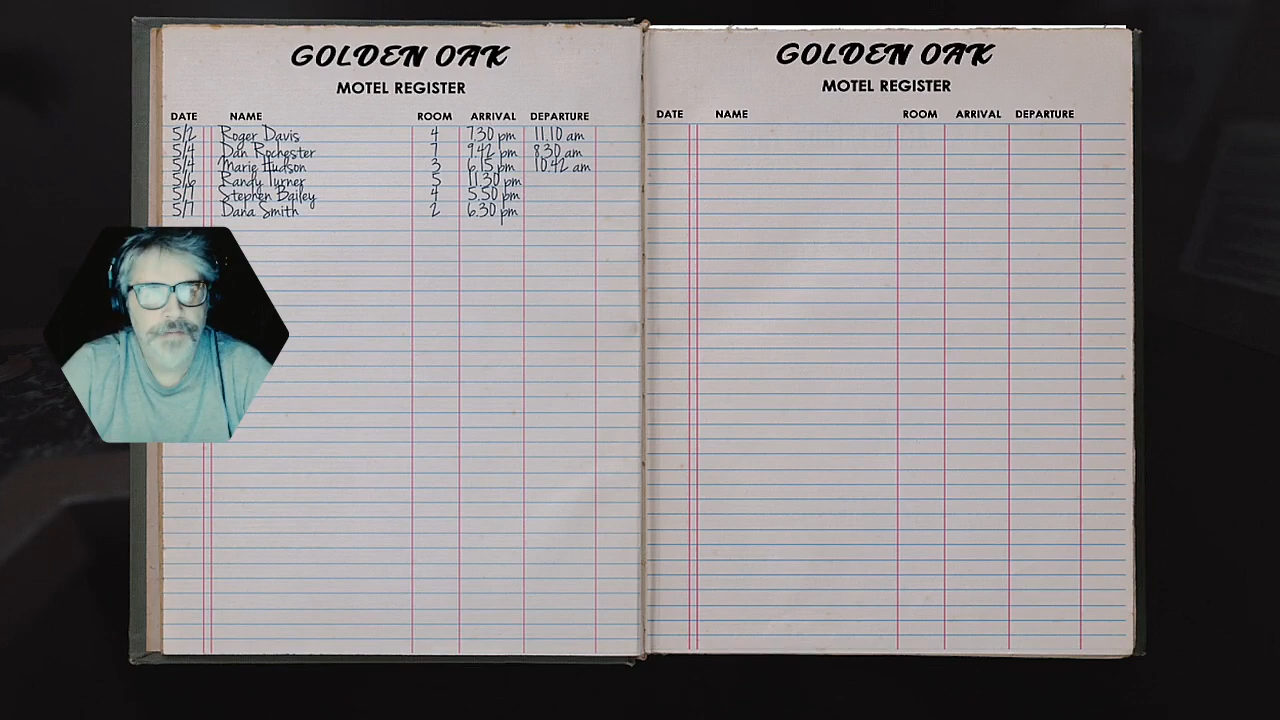 GOLDEN OAK
MOTEL REGISTER
DATE NAME ROOM ARRIVAL DEPARTURE
5/2 Roger Davis 4 7.30 pm 11.10 am
5/4 Dan Rochester 7 9.42 pm 8.30 am
5/4 Marie Hudson 3 6.15 pm 10.42 am
5/6 Randy Turner 5 11.30 pm
5/7 Stephen Bailey 4 5.50 pm
5/7 Dana Smith 2 6.30 pm
GOLDEN OAK
MOTEL REGISTER
DATE NAME ROOM ARRIVAL DEPARTURE